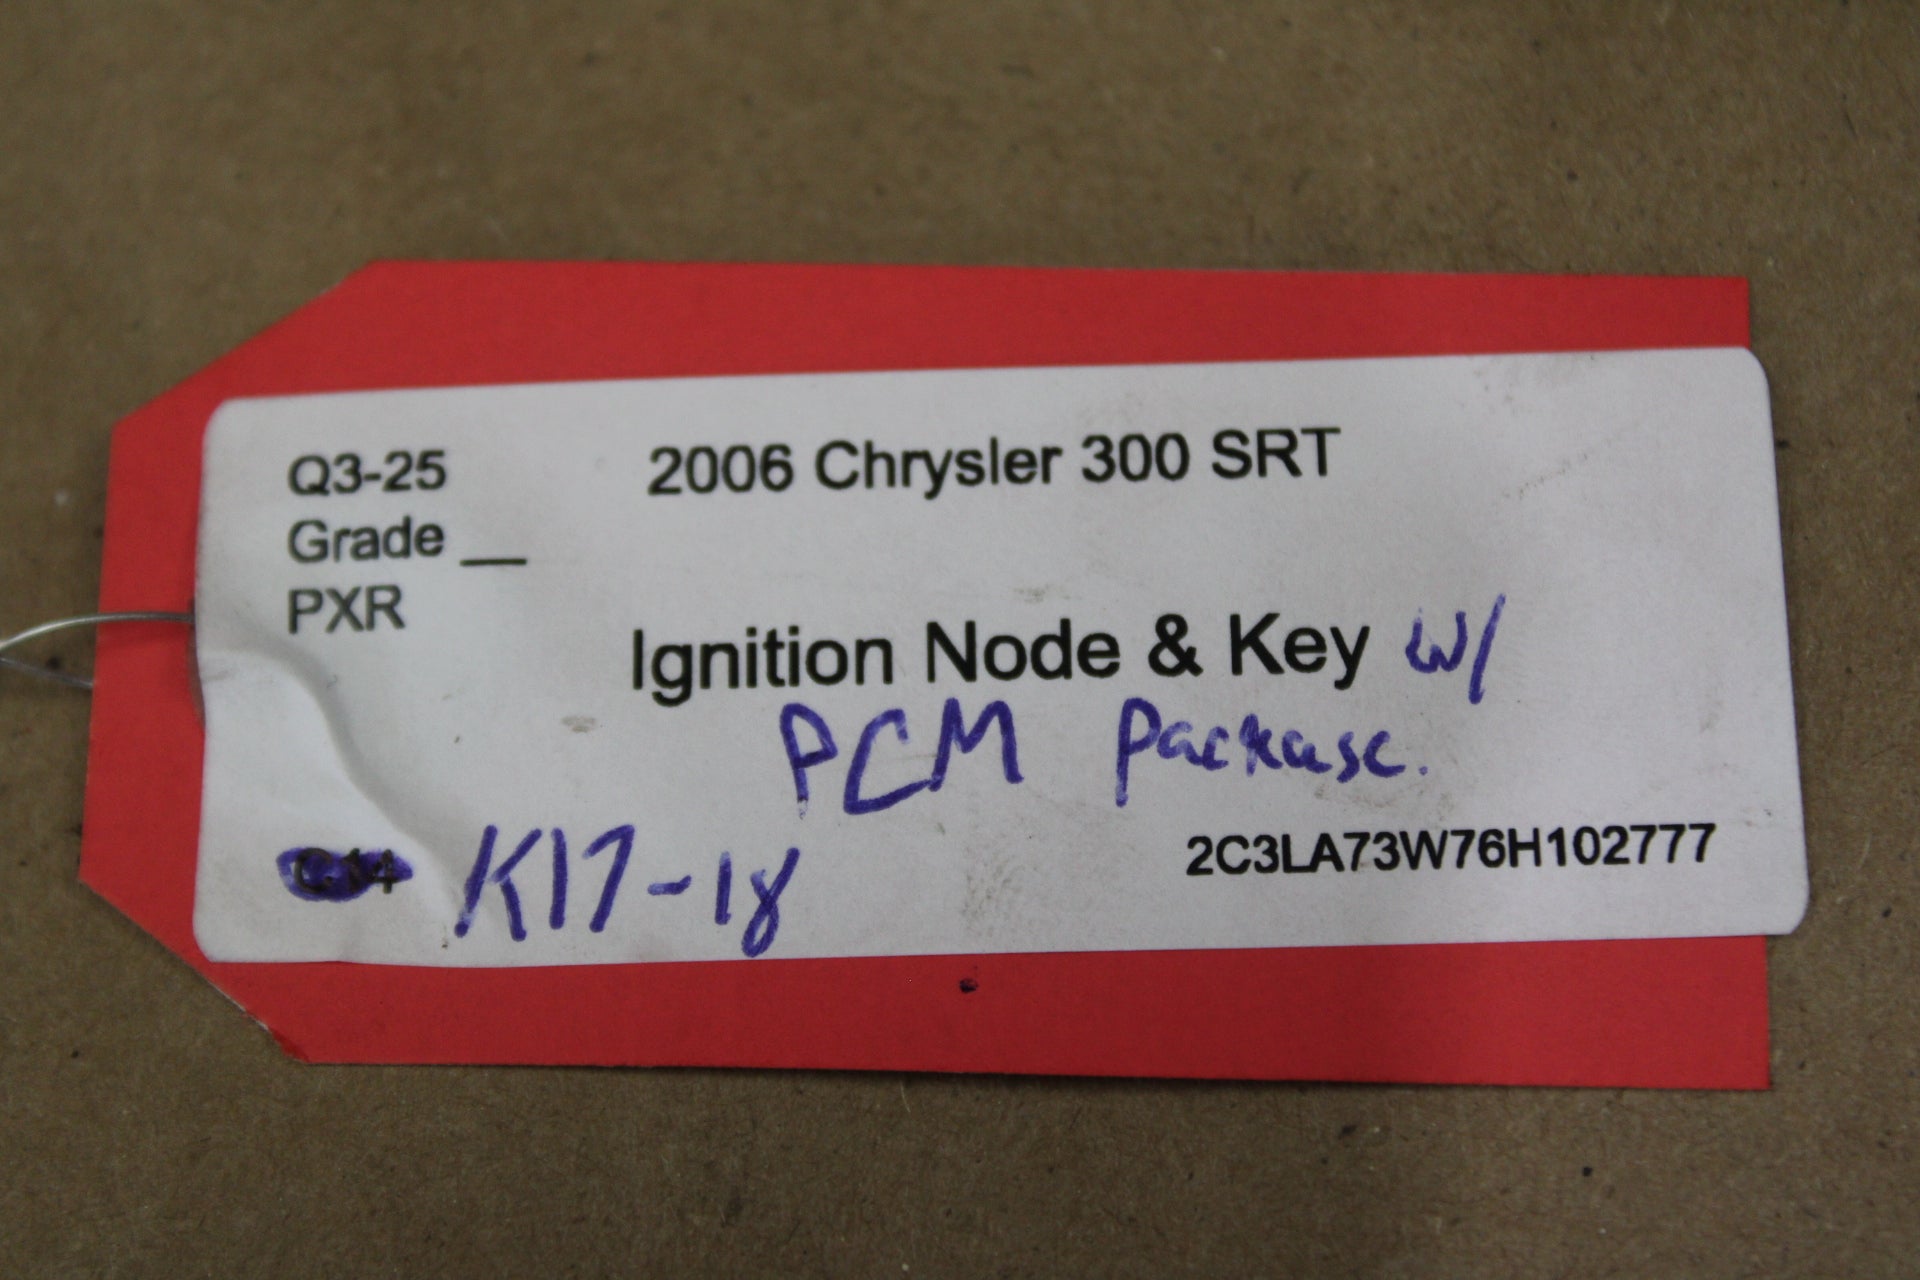 Q3-25
2006 Chrysler 300 SRT
Grade __
PXR
Ignition Node & Key w/
PCM Package.
K17-18
2C3LA73W76H102777